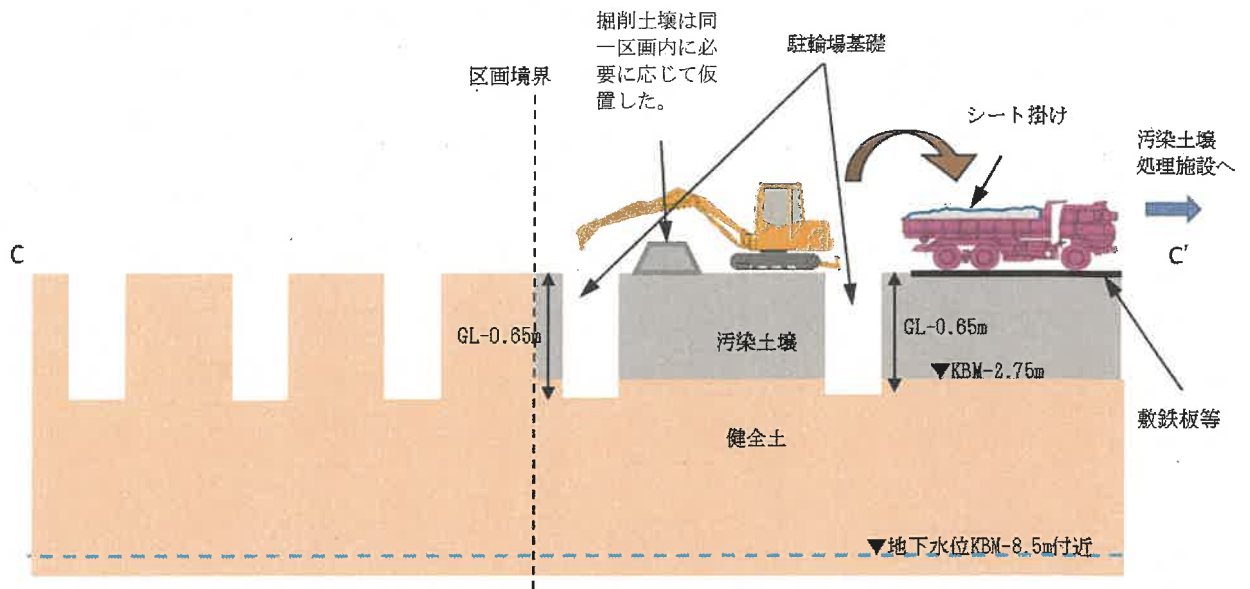 掘削土壌は同
一区画内に必
要に応じて仮
置した。
駐輪場基礎
区画境界
シート掛け
汚染土壌
処理施設へ
C
C'
GL-0.65m
汚染土壌
GL-0.65m
▼KBM-2.75m
敷鉄板等
健全土
▼地下水位KBM-8.5m付近